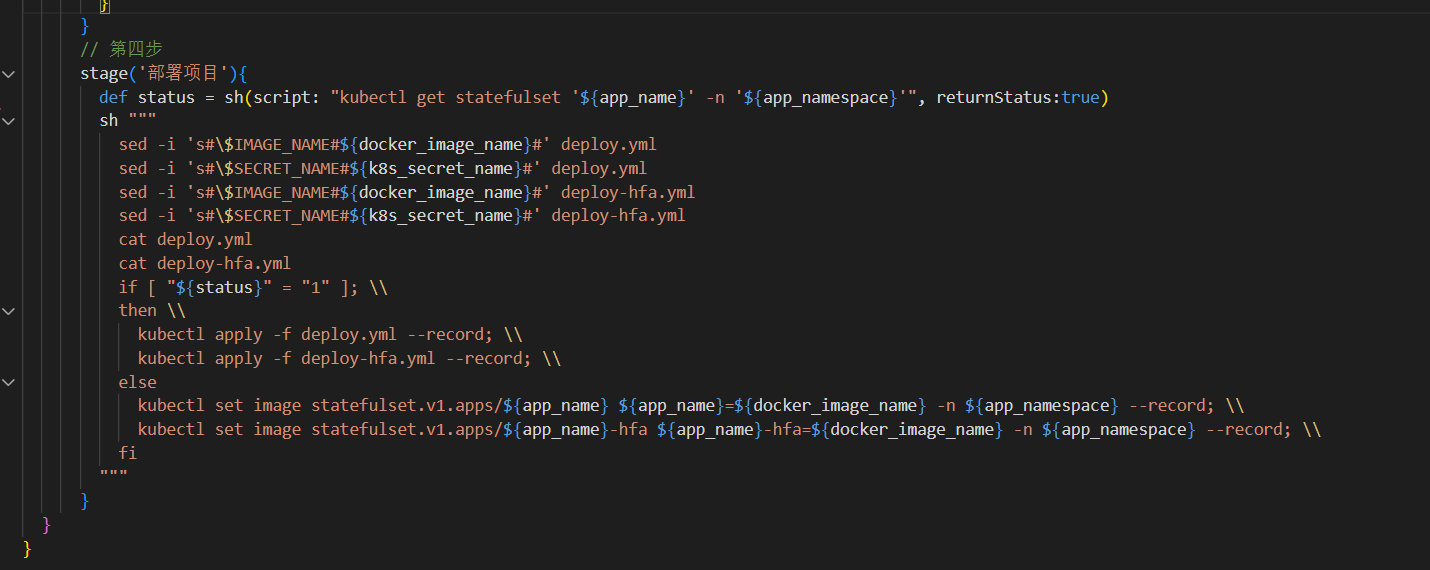 }
}
// 第四步
stage('部署项目'){
def status = sh(script: "kubectl get statefulset '${app_name}' -n '${app_namespace}'", returnStatus:true)
sh """
sed -i 's#\$IMAGE_NAME#${docker_image_name}#' deploy.yml
sed -i 's#\$SECRET_NAME#${k8s_secret_name}#' deploy.yml
sed -i 's#\$IMAGE_NAME#${docker_image_name}#' deploy-hfa.yml
sed -i 's#\$SECRET_NAME#${k8s_secret_name}#' deploy-hfa.yml
cat deploy.yml
cat deploy-hfa.yml
if [ "${status}" = "1" ]; \\
then \\
kubectl apply -f deploy.yml --record; \\
kubectl apply -f deploy-hfa.yml --record; \\
else
kubectl set image statefulset.v1.apps/${app_name} ${app_name}=${docker_image_name} -n ${app_namespace} --record; \\
kubectl set image statefulset.v1.apps/${app_name}-hfa ${app_name}-hfa=${docker_image_name} -n ${app_namespace} --record; \\
fi
"""
}
}
}